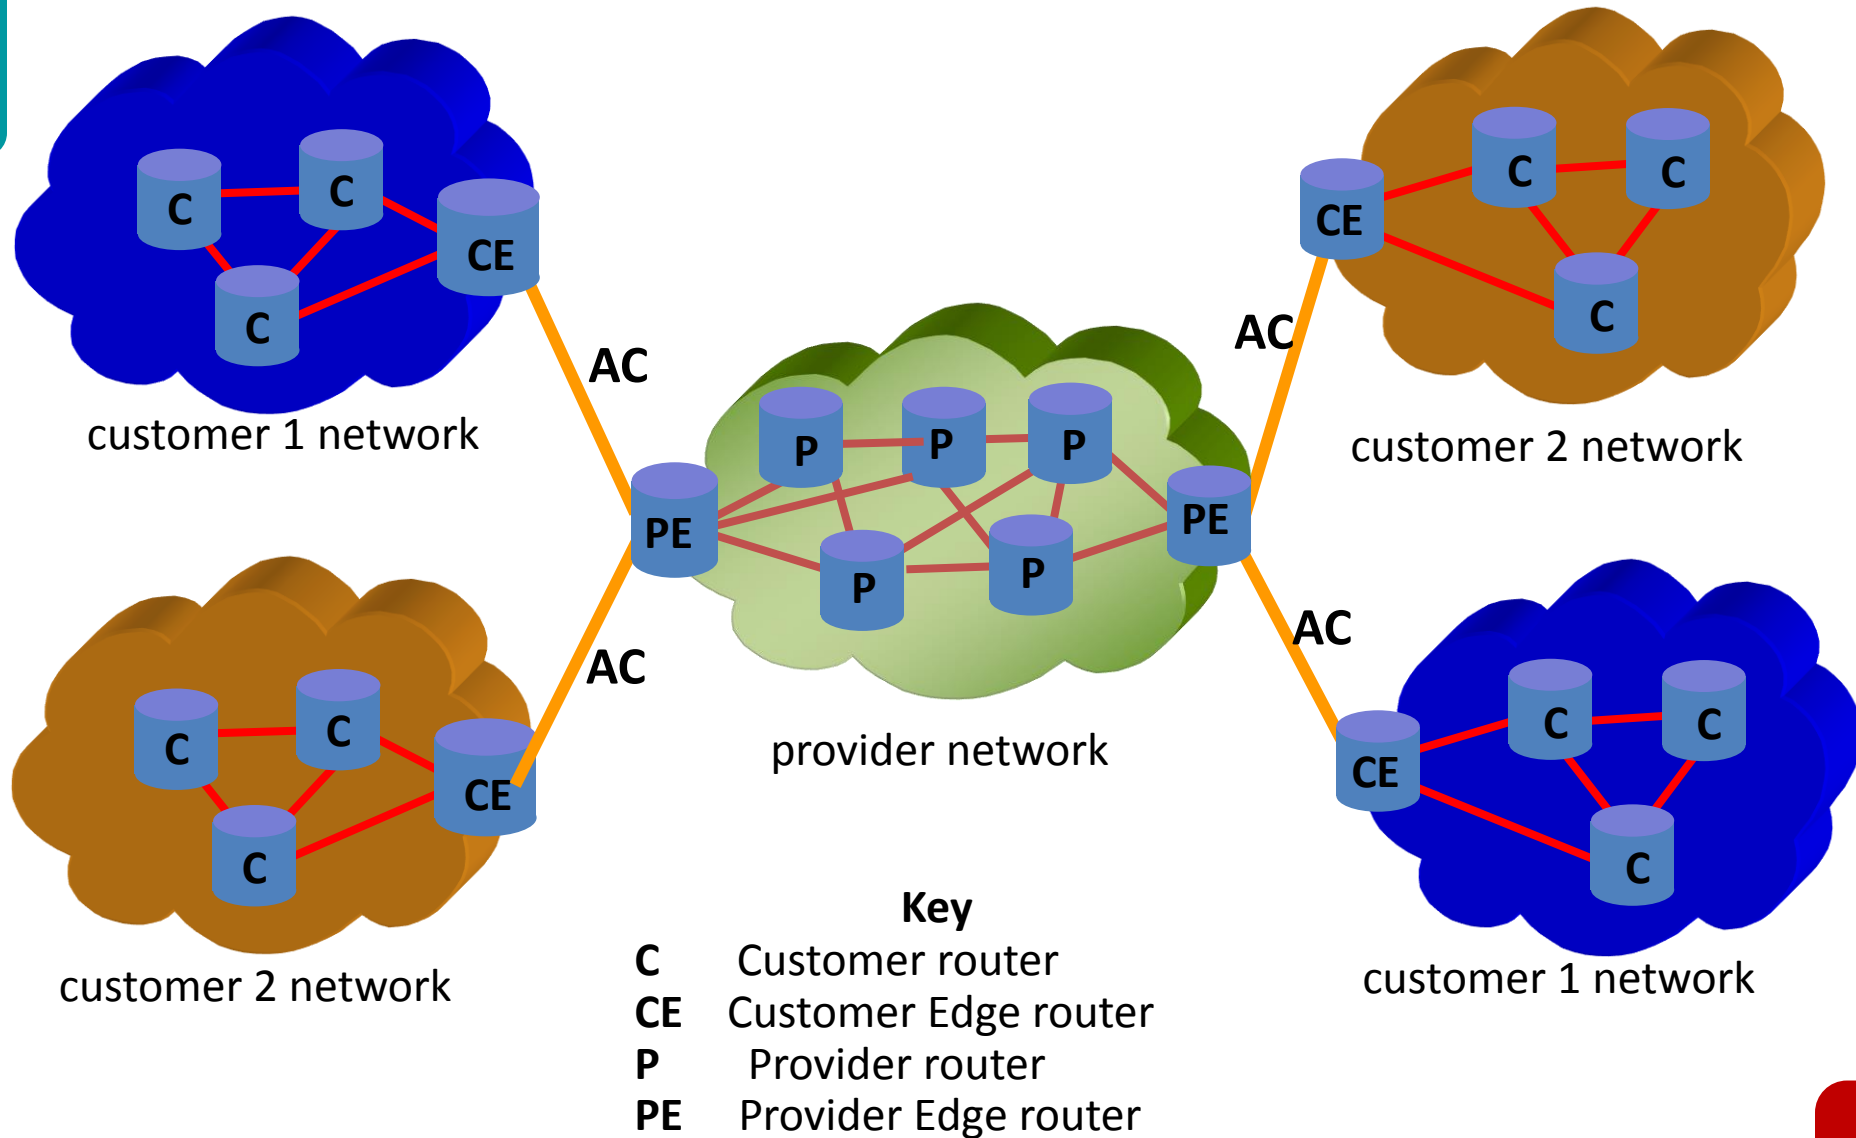 C
C
C
CE
customer 1 network
AC
C
C
C
CE
customer 2 network
AC
PE
P
P
P
P
P
PE
provider network
AC
CE
C
C
C
customer 2 network
AC
CE
C
C
C
customer 1 network
Key
C Customer router
CE Customer Edge router
P Provider router
PE Provider Edge router